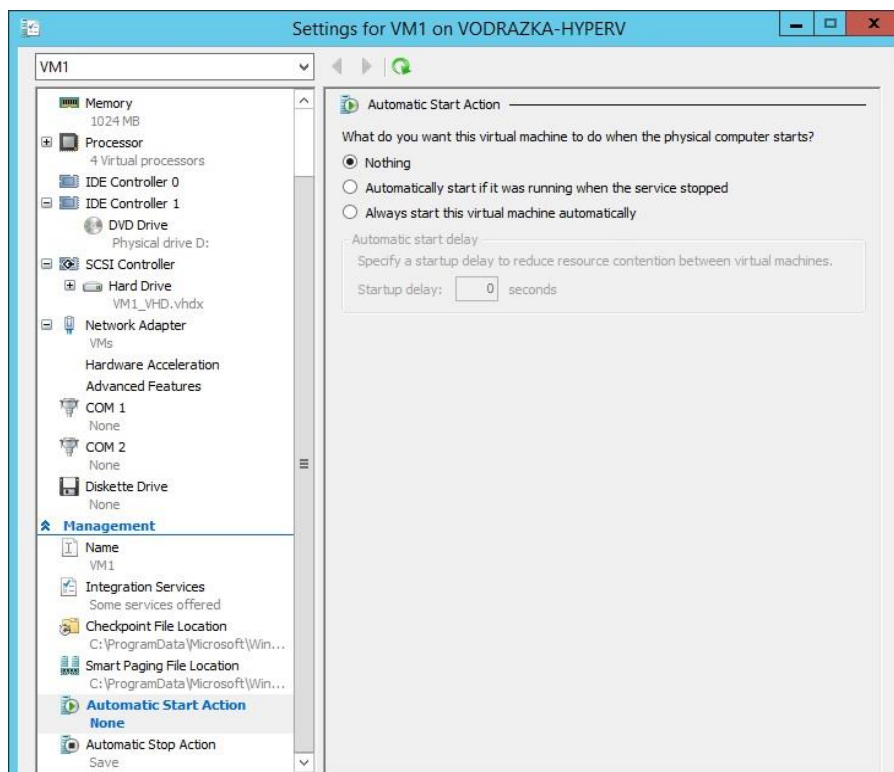 Settings for VM1 on VODRAZKA-HYPERV
VM1
Memory
1024 MB
Processor
4 Virtual processors
IDE Controller 0
IDE Controller 1
DVD Drive
Physical drive D:
SCSI Controller
Hard Drive
VM1_VHD.vhdx
Network Adapter
VMs
Hardware Acceleration
Advanced Features
COM 1
None
COM 2
None
Diskette Drive
None
Management
Name
VM1
Integration Services
Some services offered
Checkpoint File Location
C:\ProgramData\Microsoft\Win...
Smart Paging File Location
C:\ProgramData\Microsoft\Win...
Automatic Start Action
None
Automatic Stop Action
Save
Automatic Start Action
What do you want this virtual machine to do when the physical computer starts?
Nothing
Automatically start if it was running when the service stopped
Always start this virtual machine automatically
Automatic start delay
Specify a startup delay to reduce resource contention between virtual machines.
Startup delay: 0 seconds